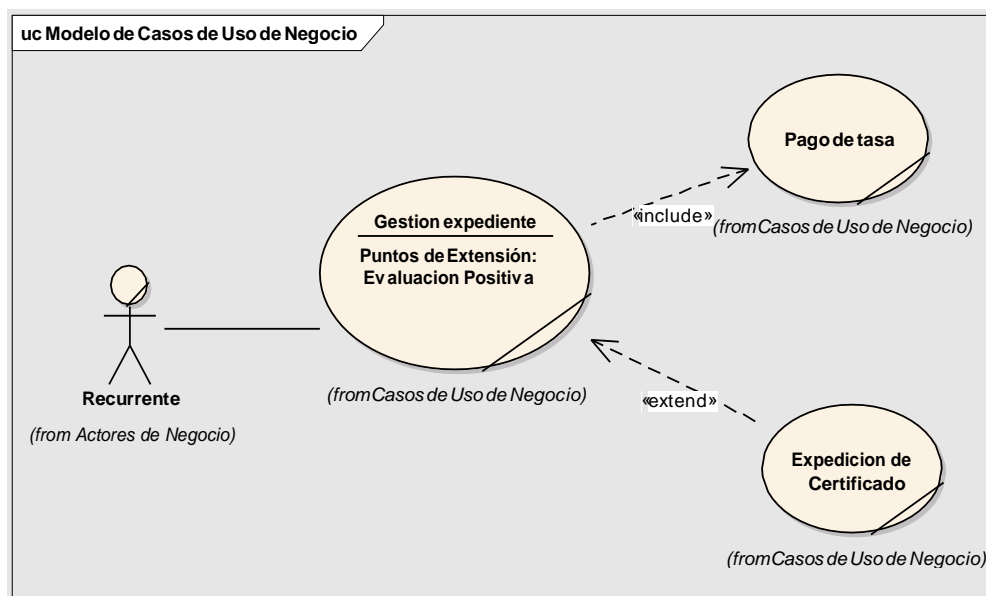 uc Modelo de Casos de Uso de Negocio
Pago de tasa
«include»
(from Casos de Uso de Negocio)
Gestion expediente
Puntos de Extensión:
Evaluacion Positiva
(from Casos de Uso de Negocio)
Recurrente
(from Actores de Negocio)
«extend»
Expedicion de
Certificado
(from Casos de Uso de Negocio)